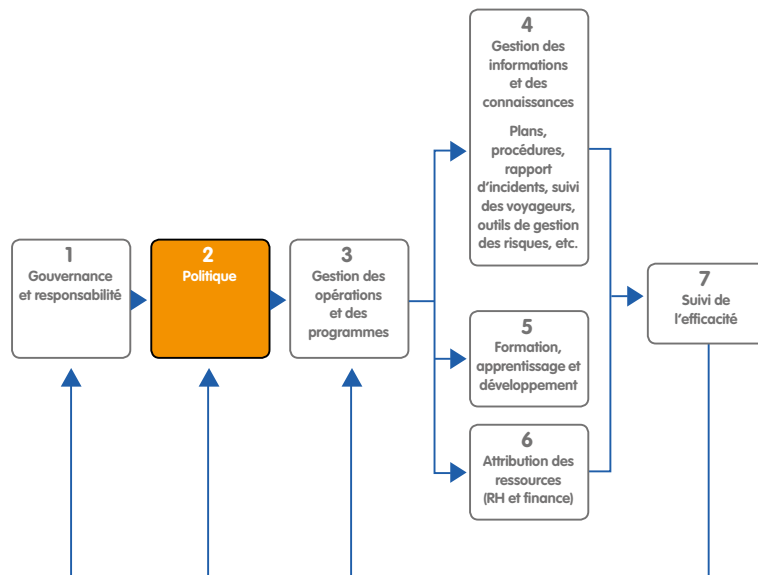 1
Gouvernance
et responsabilité
2
Politique
3
Gestion des
opérations
et des
programmes
4
Gestion des
informations
et des
connaissances
Plans,
procédures,
rapport
d'incidents, suivi
des voyageurs,
outils de gestion
des risques, etc.
5
Formation,
apprentissage et
développement
6
Attribution des
ressources
(RH et finance)
7
Suivi de
l'efficacité